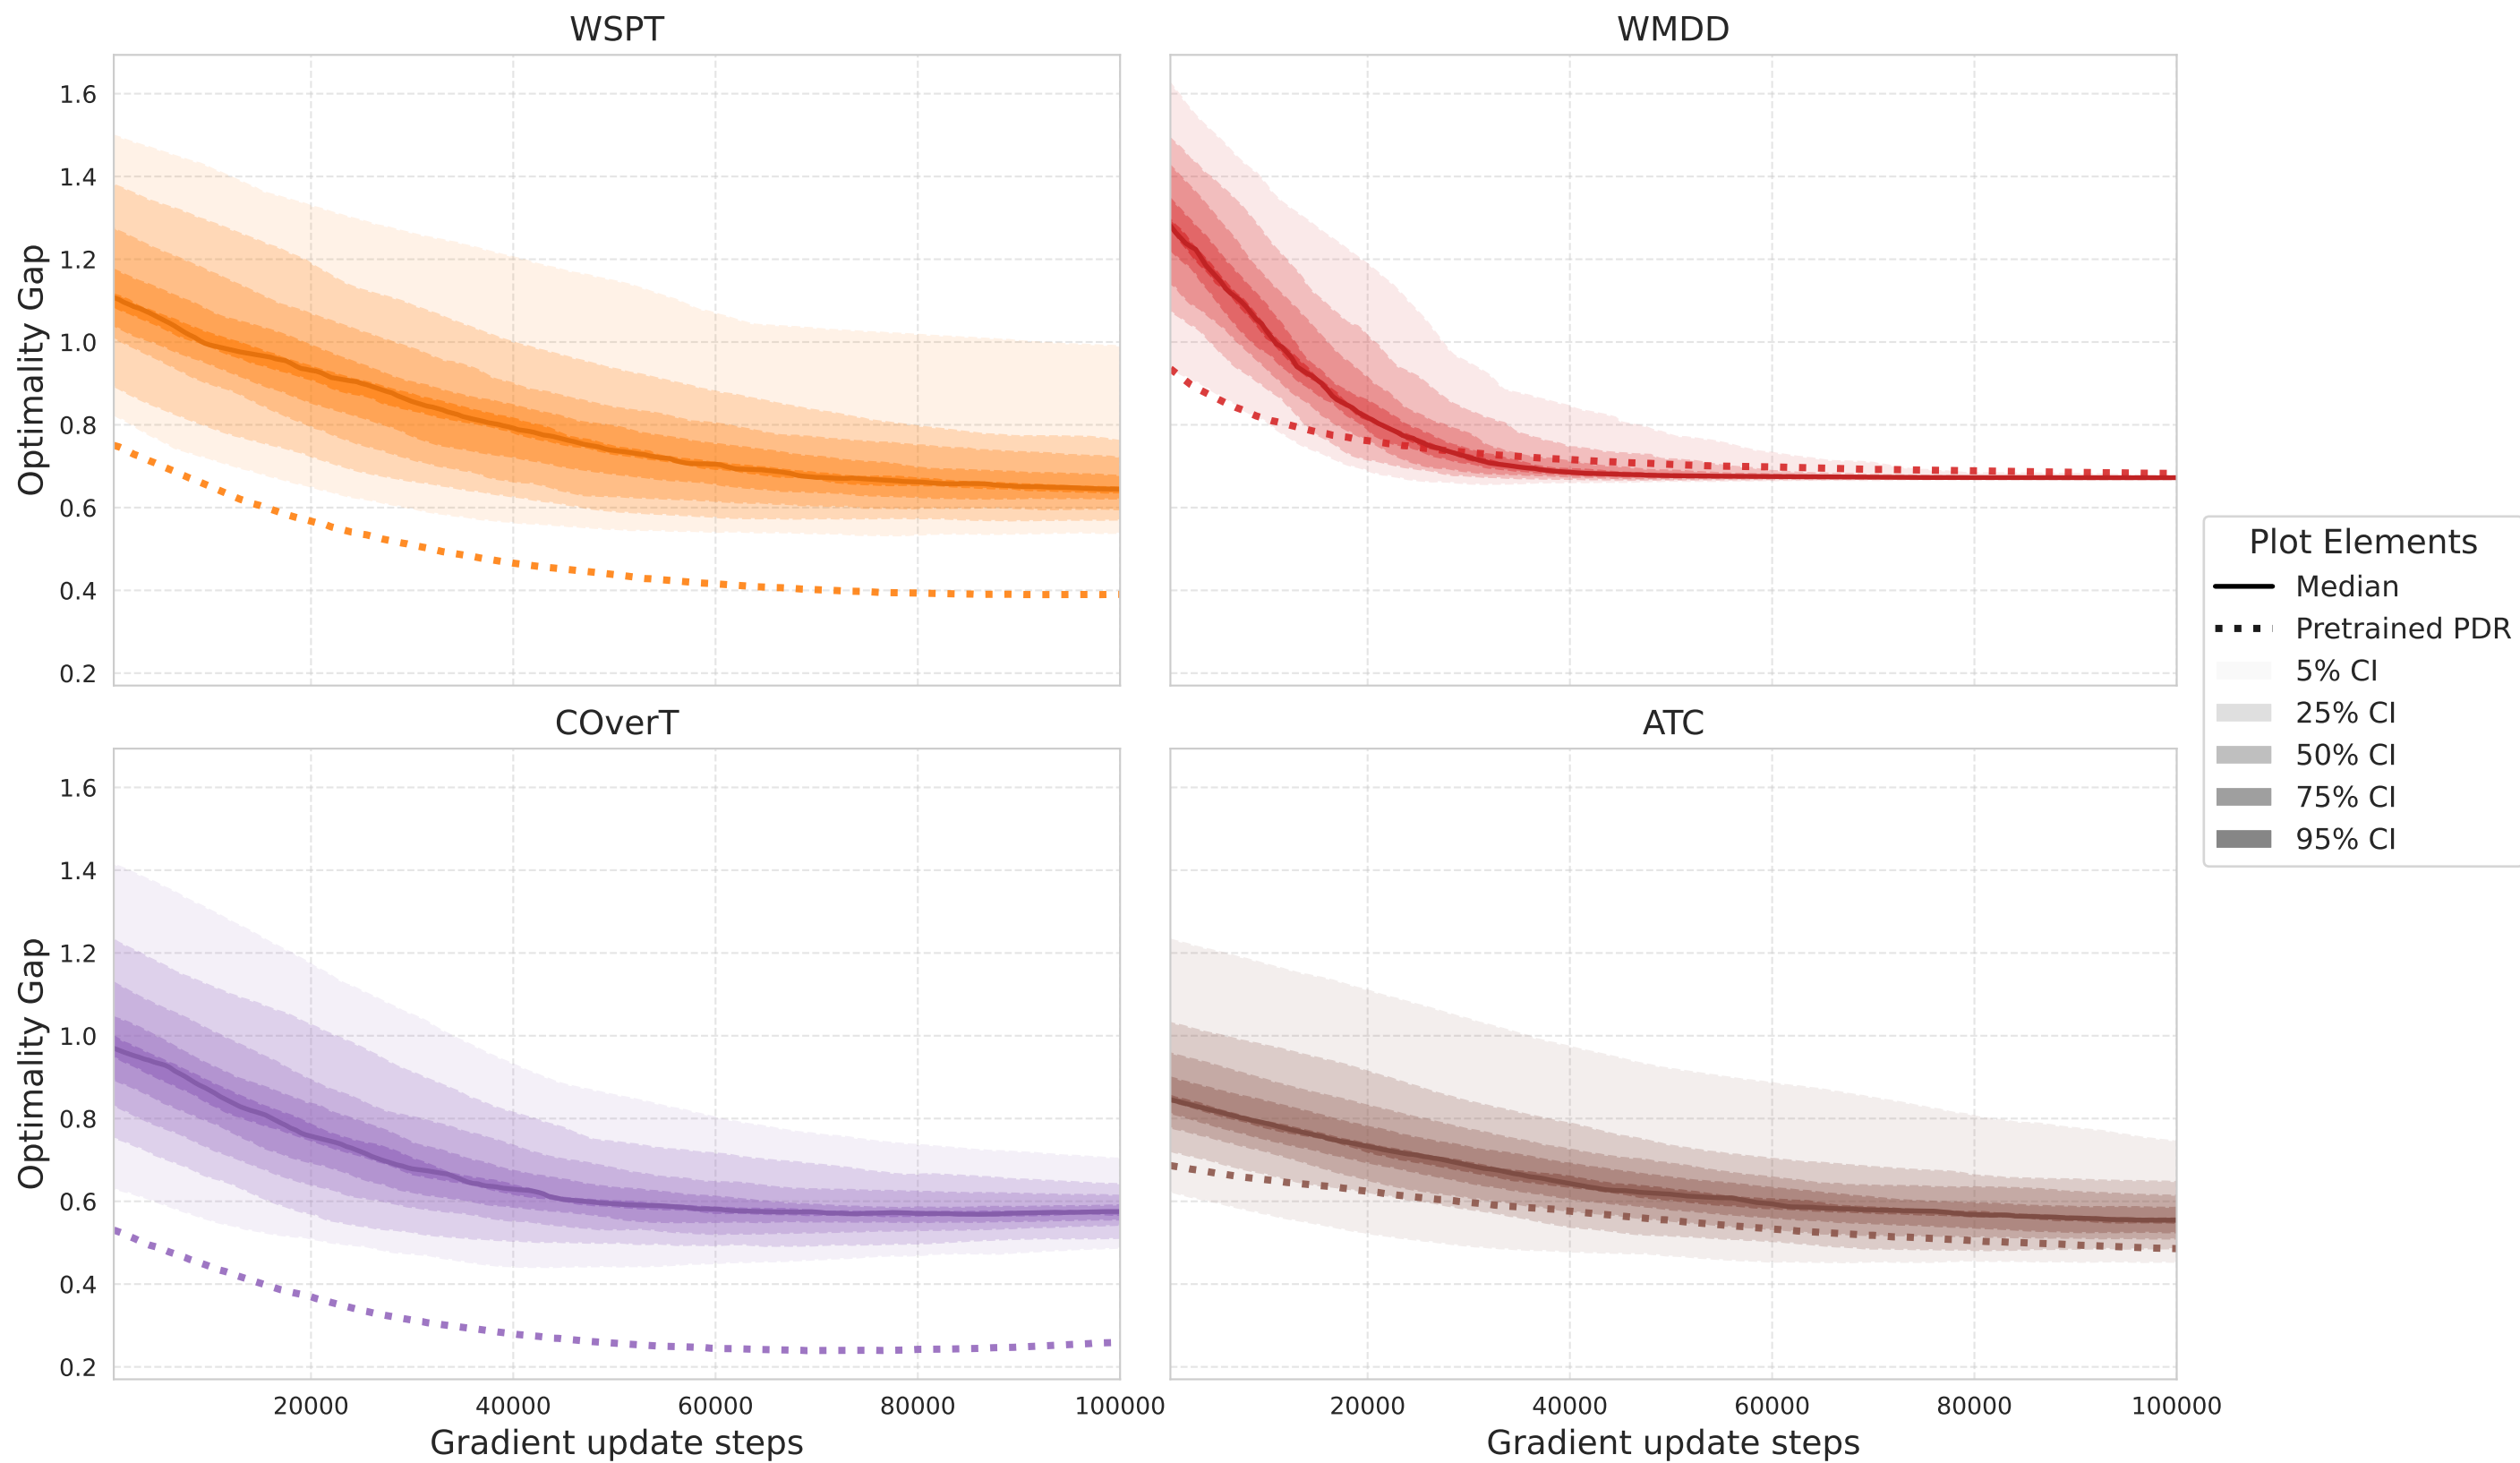 WSPT
WMDD
1.6
1.4
1.2
1.0
0.8
0.6
0.4
0.2
Optimality Gap
COverT
ATC
1.6
1.4
1.2
1.0
0.8
0.6
0.4
0.2
Optimality Gap
20000 40000 60000 80000 100000
Gradient update steps
20000 40000 60000 80000 100000
Gradient update steps
Plot Elements
Median
Pretrained PDR
5% CI
25% CI
50% CI
75% CI
95% CI